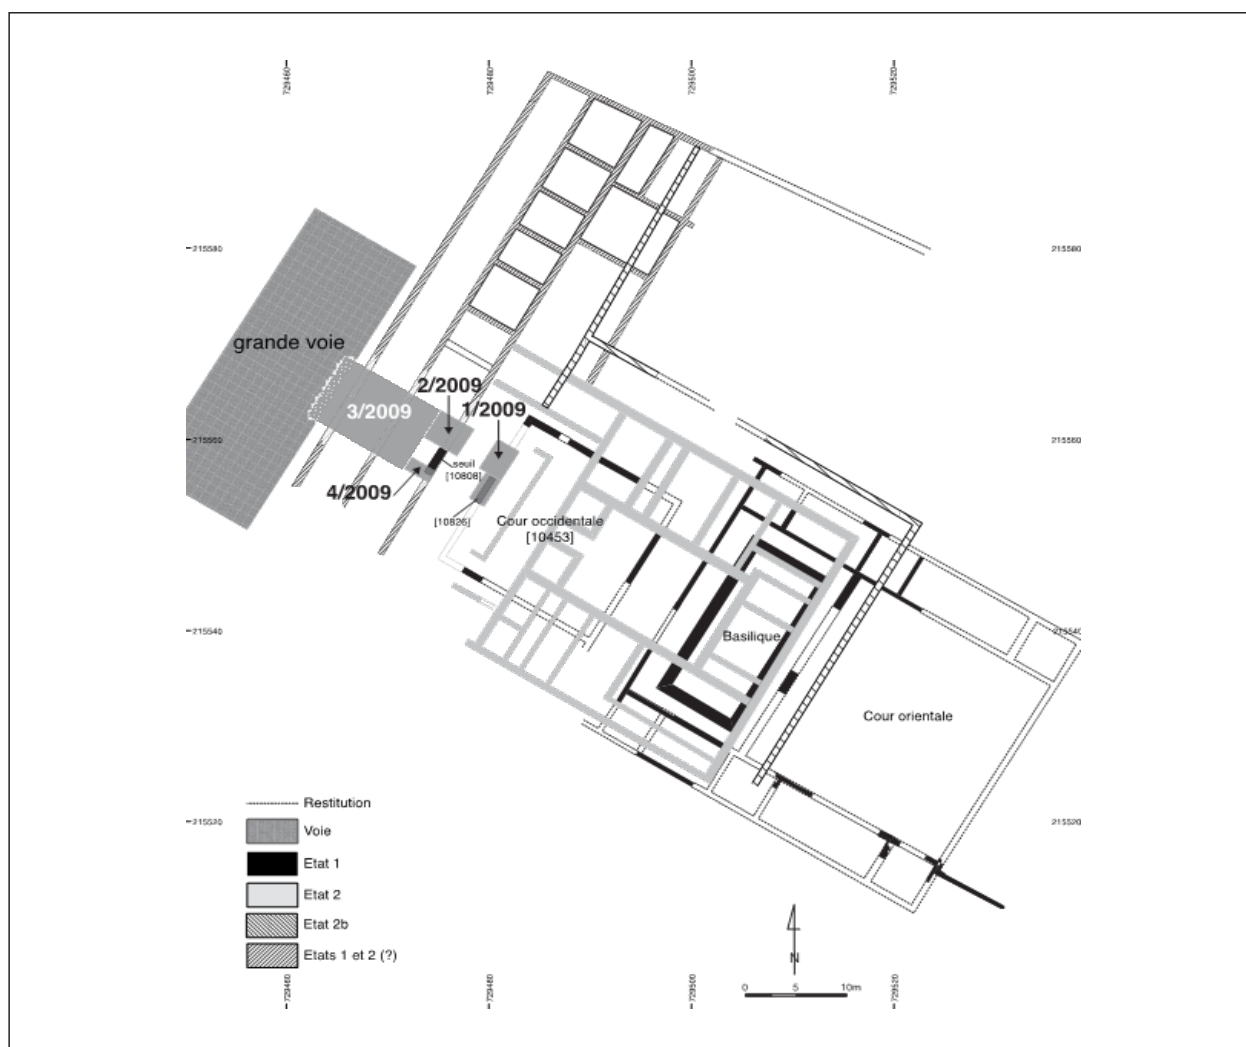 729460
729480
729500
729520
215580
215580
grande voie
2/2009
3/2009
1/2009
215560
215560
seuil
[10808]
4/2009
[10826]
Cour occidentale
[10453]
215540
215540
Basilique
Cour orientale
Restitution
Voie
215520
215520
Etat 1
Etat 2
Etat 2b
Etats 1 et 2 (?)
N
0 5 10m
729460
729480
729500
729520